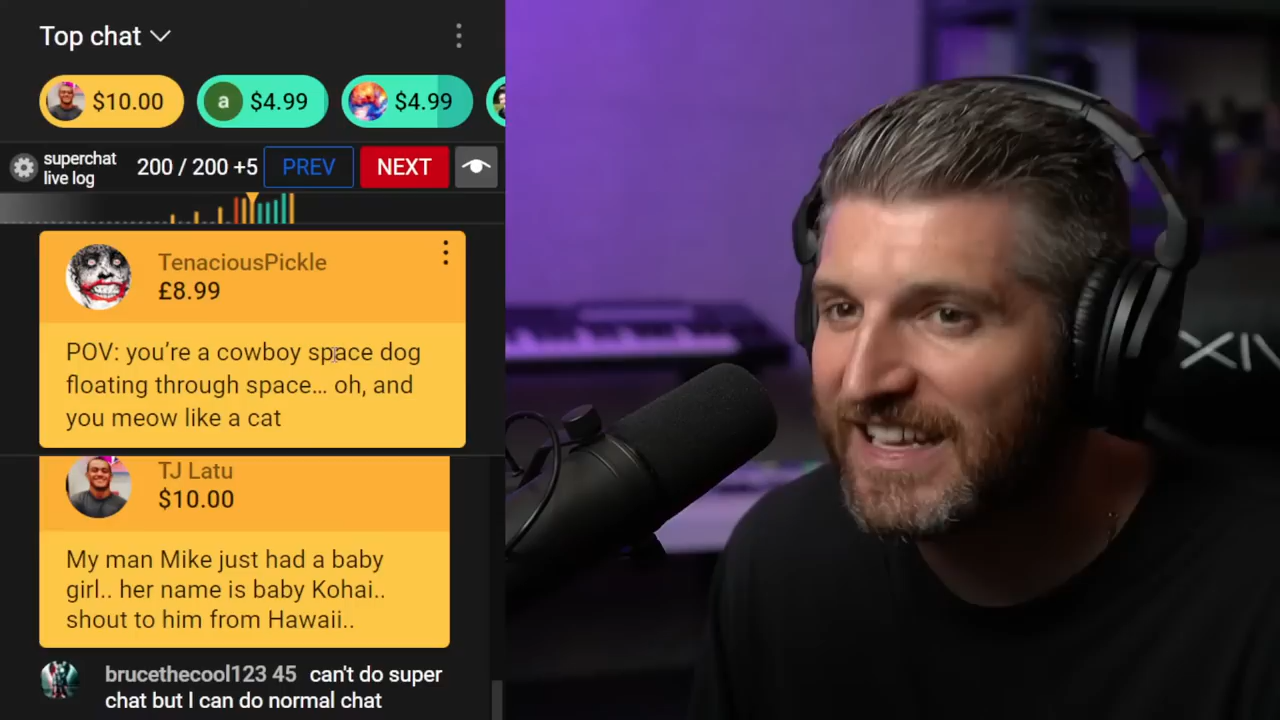 Top chat
$10.00
a $4.99
$4.99
superchat
live log
200 / 200 +5
PREV
NEXT
TenaciousPickle
£8.99
POV: you’re a cowboy space dog
floating through space... oh, and
you meow like a cat
TJ Latu
$10.00
My man Mike just had a baby
girl.. her name is baby Kohai..
shout to him from Hawaii..
brucethecool123 45 can't do super
chat but I can do normal chat
XIV